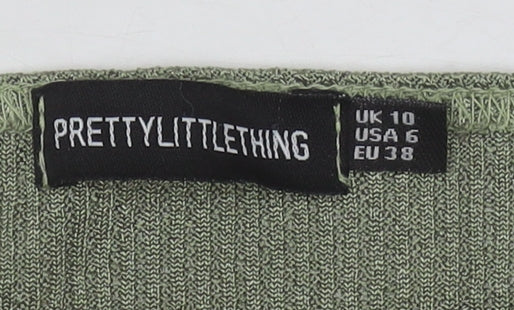 PRETTYLITTLETHING
UK 10
USA 6
EU 38